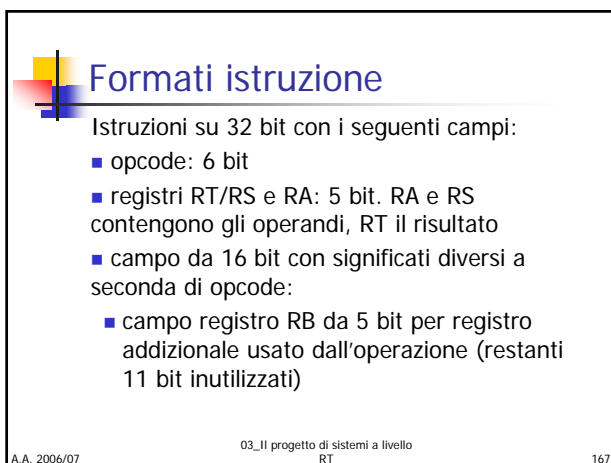 Formati istruzione
Istruzioni su 32 bit con i seguenti campi:
opcode: 6 bit
registri RT/RS e RA: 5 bit. RA e RS
contengono gli operandi, RT il risultato
campo da 16 bit con significati diversi a
seconda di opcode:
campo registro RB da 5 bit per registro
addizionale usato dall'operazione (restanti
11 bit inutilizzati)
A.A. 2006/07
03_Il progetto di sistemi a livello
RT
167